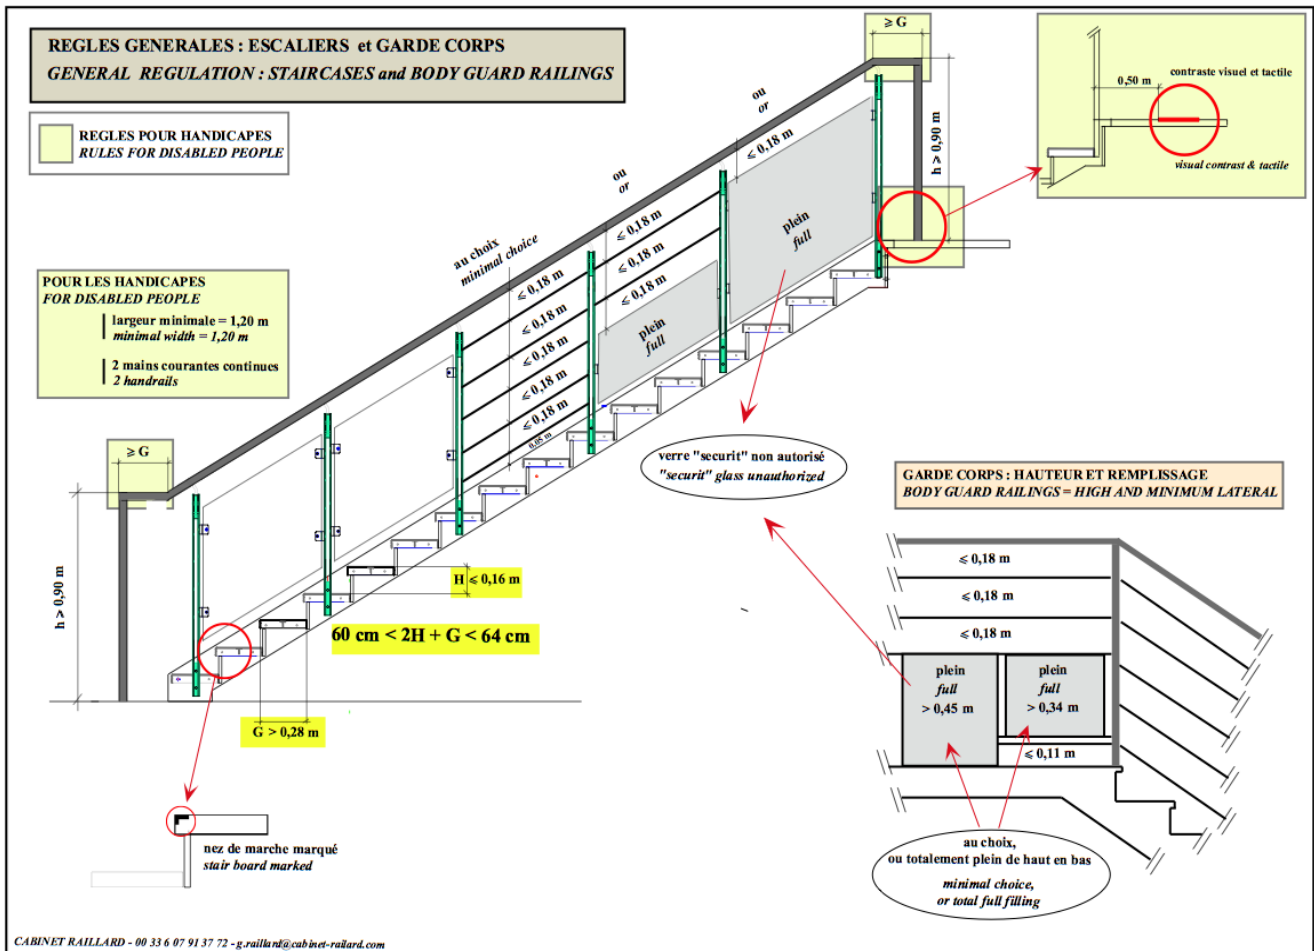 REGLES GENERALES : ESCALIERS et GARDE CORPS
GENERAL REGULATION : STAIRCASES and BODY GUARD RAILINGS
REGLES POUR HANDICAPES
RULES FOR DISABLED PEOPLE
POUR LES HANDICAPES
FOR DISABLED PEOPLE
largeur minimale = 1,20 m
minimal width = 1,20 m
2 mains courantes continues
2 handrails
≥ G
h ≥ 0,90 m
≥ G
h ≥ 0,90 m
contraste visuel et tactile
0,50 m
visual contrast & tactile
au choix
minimal choice
ou
or
ou
or
≤ 0,18 m
≤ 0,18 m
≤ 0,18 m
≤ 0,18 m
≤ 0,18 m
0.05 m
≤ 0,18 m
≤ 0,18 m
≤ 0,18 m
plein
full
≤ 0,18 m
plein
full
verre "securit" non autorisé
"securit" glass unauthorized
H ≤ 0,16 m
60 cm < 2H + G < 64 cm
G > 0,28 m
nez de marche marqué
stair board marked
GARDE CORPS : HAUTEUR ET REMPLISSAGE
BODY GUARD RAILINGS = HIGH AND MINIMUM LATERAL
≤ 0,18 m
≤ 0,18 m
≤ 0,18 m
plein
full
> 0,45 m
plein
full
> 0,34 m
≤ 0,11 m
au choix,
ou totalement plein de haut en bas
minimal choice,
or total full filling
CABINET RAILLARD - 00 33 6 07 91 37 72 - g.raillard@cabinet-railard.com